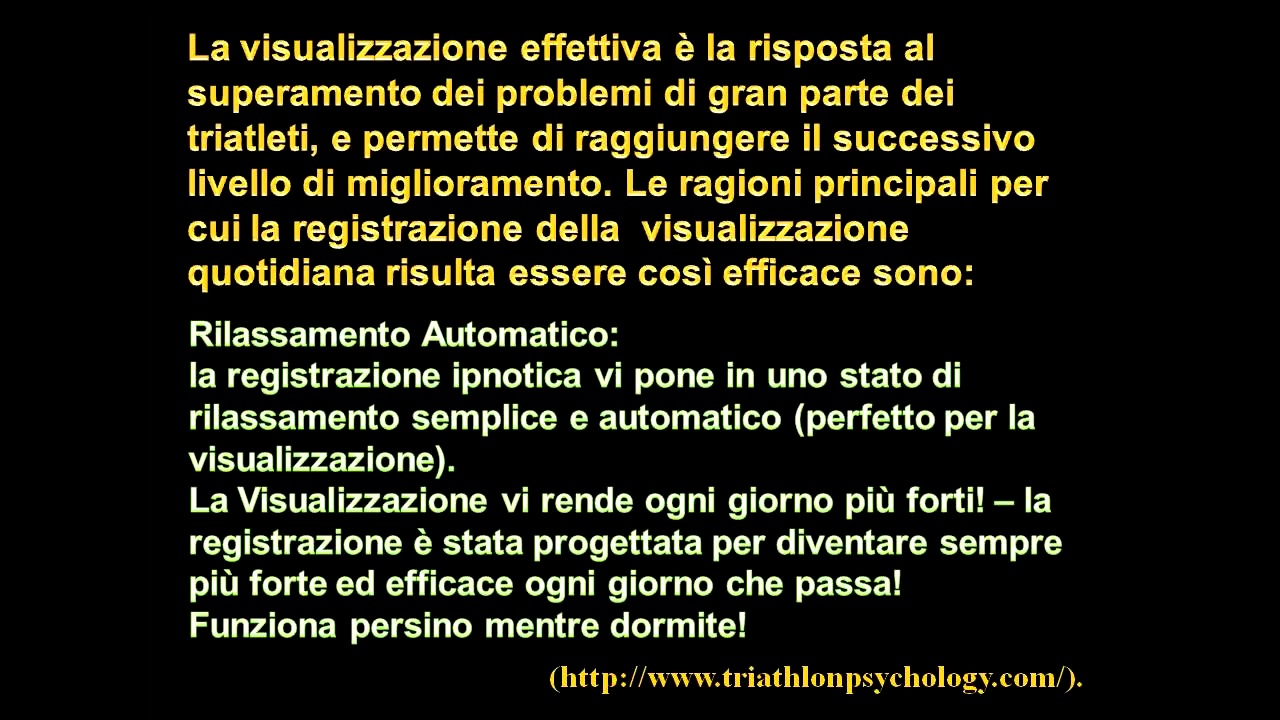 La visualizzazione effettiva è la risposta al
superamento dei problemi di gran parte dei
triatleti, e permette di raggiungere il successivo
livello di miglioramento. Le ragioni principali per
cui la registrazione della  visualizzazione
quotidiana risulta essere così efficace sono:
Rilassamento Automatico:
la registrazione ipnotica vi pone in uno stato di
rilassamento semplice e automatico (perfetto per la
visualizzazione).
La Visualizzazione vi rende ogni giorno più forti! – la
registrazione è stata progettata per diventare sempre
più forte ed efficace ogni giorno che passa!
Funziona persino mentre dormite!
(http://www.triathlonpsychology.com/).